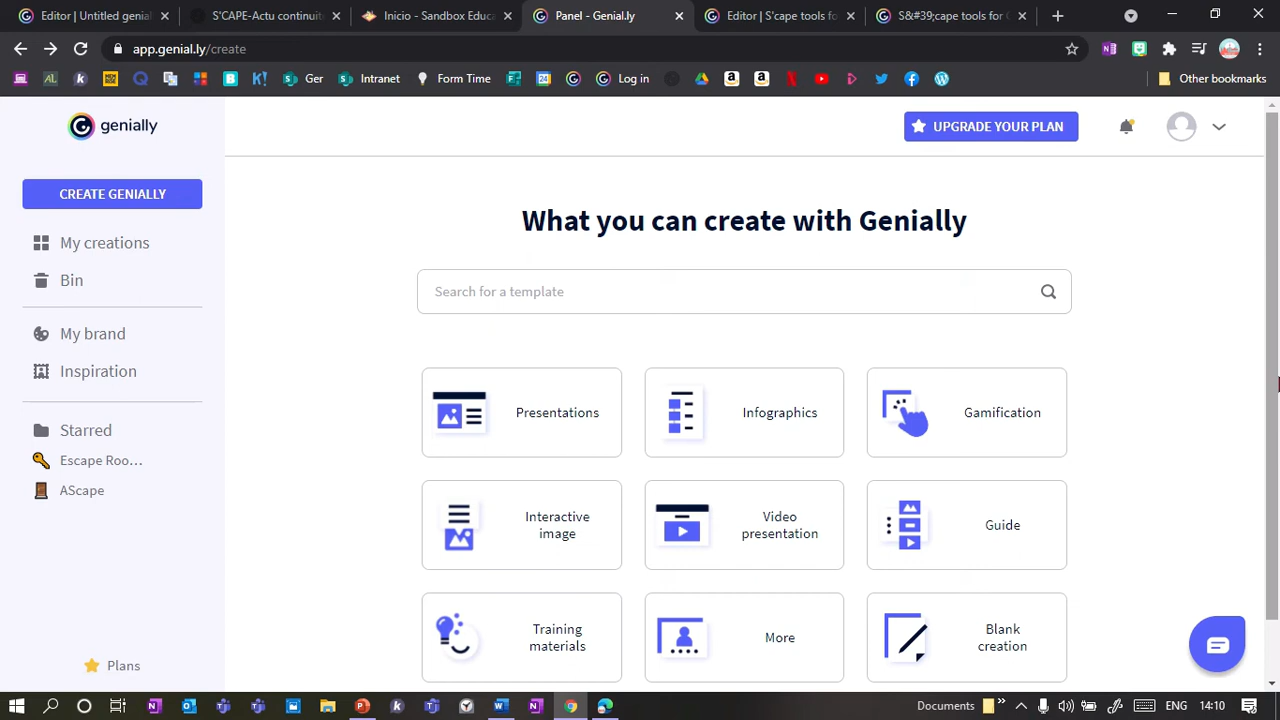 Editor | Untitled genial
S'CAPE-Actu continuit
Inicio - Sandbox Educa
Panel - Genial.ly
Editor | S'cape tools for
S&#39;cape tools for G
app.genial.ly/create
AL
Ger
Intranet
Form Time
Log in
Other bookmarks
genially
UPGRADE YOUR PLAN
CREATE GENIALLY
My creations
Bin
My brand
Inspiration
Starred
Escape Roo...
AScape
Plans
What you can create with Genially
Search for a template
Presentations
Infographics
Gamification
Interactive
image
Video
presentation
Guide
Training
materials
More
Blank
creation
Documents
ENG
14:10